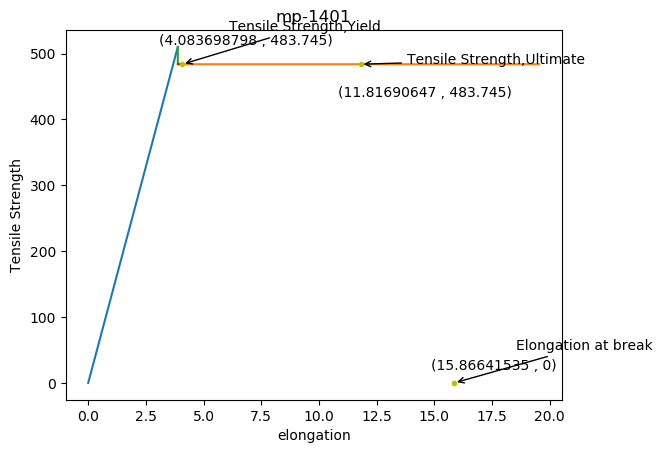 mp-1401
Tensile Strength,Yield
(4.083698798 , 483.745)
Tensile Strength,Ultimate
(11.81690647 , 483.745)
Elongation at break
(15.86641535 , 0)
Tensile Strength
500
400
300
200
100
0
0.0 2.5 5.0 7.5 10.0 12.5 15.0 17.5 20.0
elongation